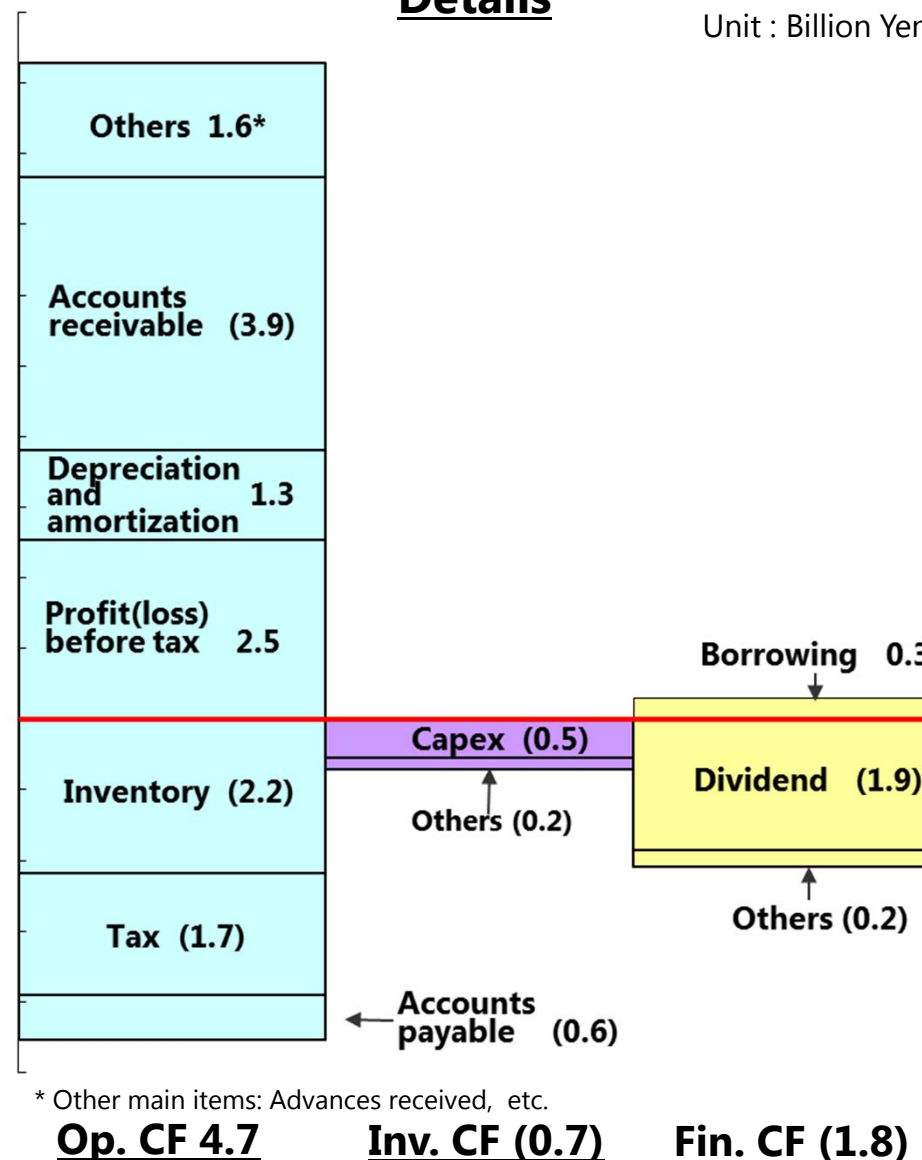 Details
Unit : Billion Yen
Others 1.6*
Accounts
receivable (3.9)
Depreciation
and 1.3
amortization
Profit(loss)
before tax 2.5
Borrowing 0.3
Capex (0.5)
Inventory (2.2)
Dividend (1.9)
Others (0.2)
Others (0.2)
Tax (1.7)
Accounts
payable (0.6)
* Other main items: Advances received, etc.
Op. CF 4.7 Inv. CF (0.7) Fin. CF (1.8)